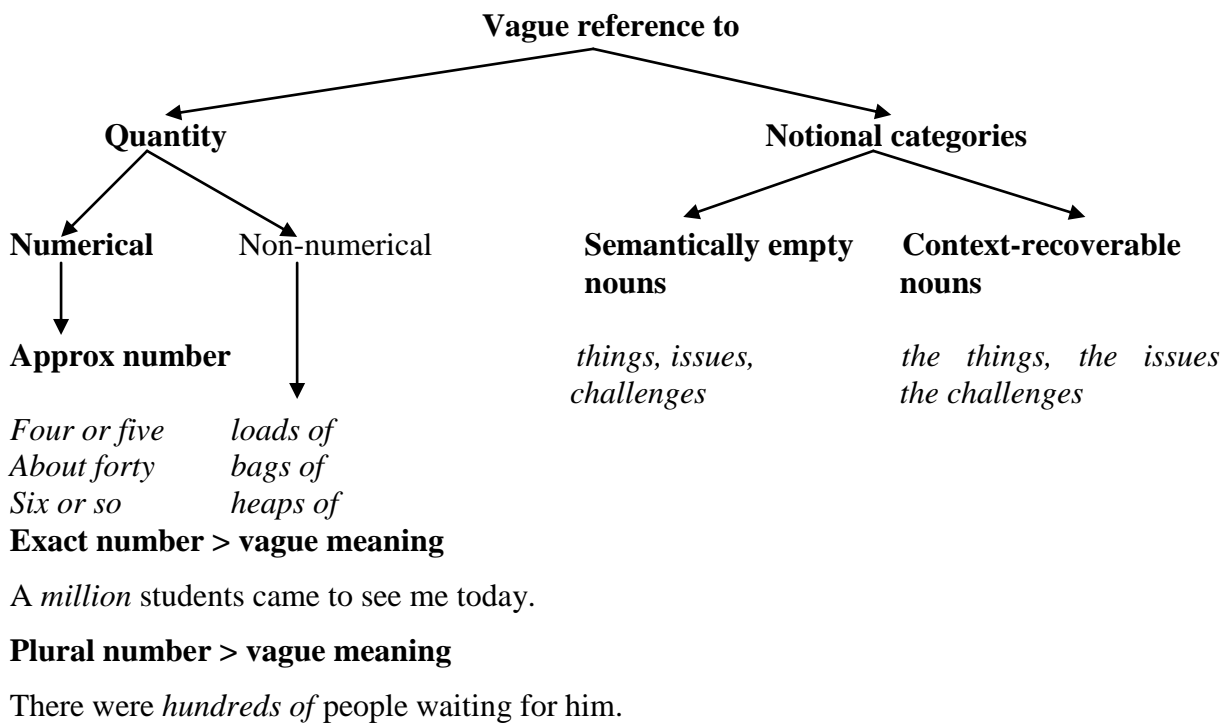 Vague reference to
Quantity Notional categories
Numerical Non-numerical Semantically empty Context-recoverable
nouns nouns
Approx number things, issues, the things, the issues
challenges the challenges
Four or five loads of
About forty bags of
Six or so heaps of
Exact number > vague meaning
A million students came to see me today.
Plural number > vague meaning
There were hundreds of people waiting for him.